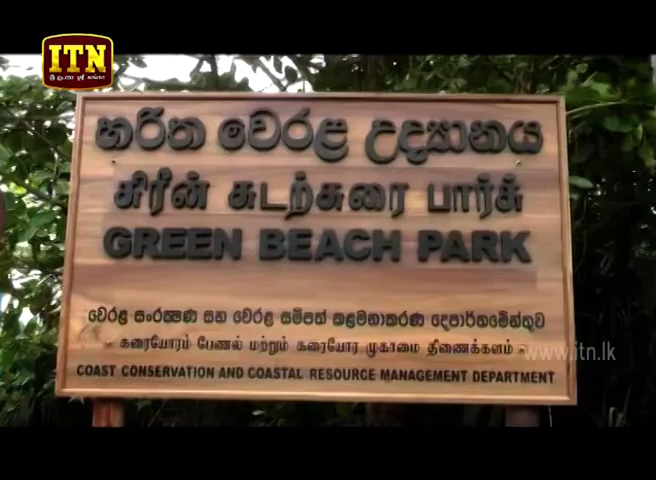 ITN
ශ්‍රී ලංකා
හරිත වෙරළ උද්‍යානය
கிரீன் கடற்கரை பார்க்
GREEN BEACH PARK
වෙරළ සංරක්ෂණ සහ වෙරළ සම්පත් කළමනාකරණ දෙපාර්තමේන්තුව
கரையோரம் பேணல் மற்றும் கரையோர முகாமை திணைக்களம்
www.itn.lk
COAST CONSERVATION AND COASTAL RESOURCE MANAGEMENT DEPARTMENT